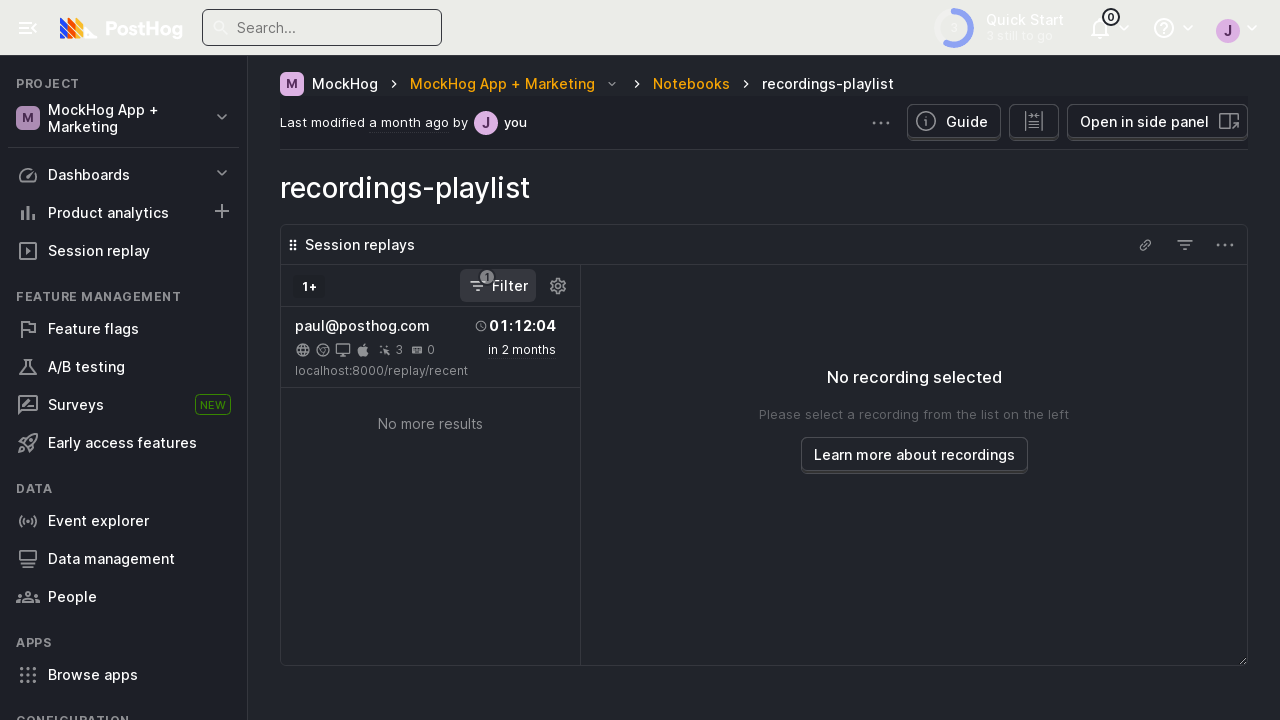 PostHog
Search...
3
Quick Start
3 still to go
0
J
PROJECT
M
MockHog App +
Marketing
Dashboards
Product analytics
Session replay
FEATURE MANAGEMENT
Feature flags
A/B testing
Surveys
NEW
Early access features
DATA
Event explorer
Data management
People
APPS
Browse apps
CONFIGURATION
M
MockHog
MockHog App + Marketing
Notebooks
recordings-playlist
Last modified a month ago by
J
you
Guide
Open in side panel
recordings-playlist
Session replays
1+
1
Filter
paul@posthog.com
01:12:04
3
0
in 2 months
localhost:8000/replay/recent
No more results
No recording selected
Please select a recording from the list on the left
Learn more about recordings